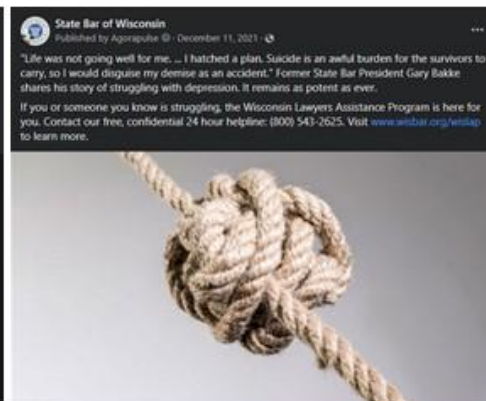 State Bar of Wisconsin
Published by Agorapulse · December 11, 2021 ·
"Life was not going well for me. ... I hatched a plan. Suicide is an awful burden for the survivors to
carry, so I would disguise my demise as an accident." Former State Bar President Gary Bakke
shares his story of struggling with depression. It remains as potent as ever.
If you or someone you know is struggling, the Wisconsin Lawyers Assistance Program is here for
you. Contact our free, confidential 24 hour helpline: (800) 543-2625. Visit www.wisbar.org/wislap
to learn more.